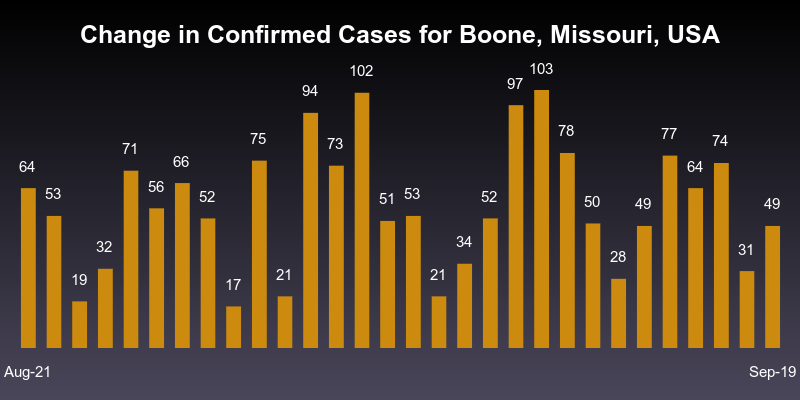 Change in Confirmed Cases for Boone, Missouri, USA
64 53 19 32 71 56 66 52 17 75 21 94 73 102 51 53 21 34 52 97 103 78 50 28 49 77 64 74 31 49
Aug-21 Sep-19